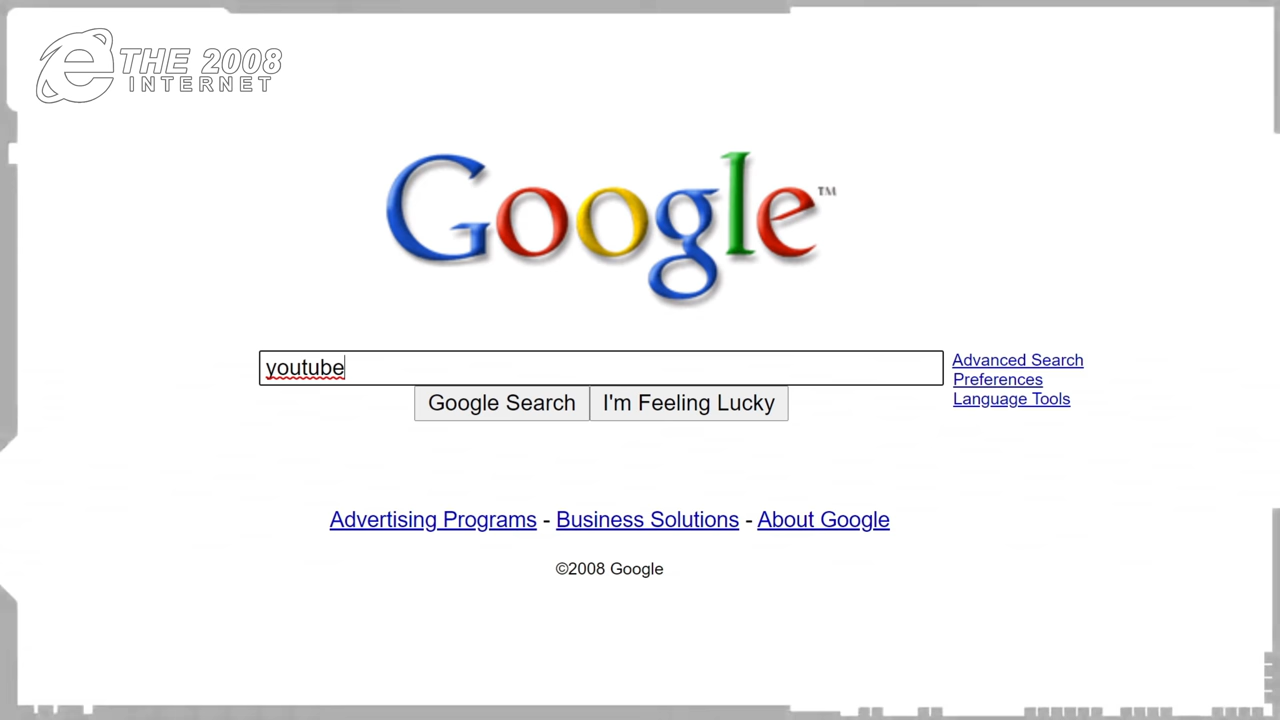 THE 2008
INTERNET
Google™
youtube
Advanced Search
Preferences
Language Tools
Google Search I'm Feeling Lucky
Advertising Programs - Business Solutions - About Google
©2008 Google